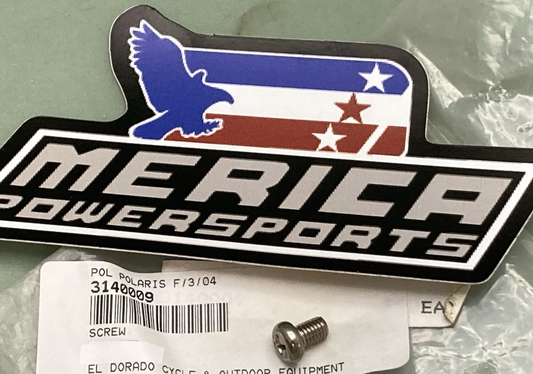 MERICA
POWERSPORTS
POL POLARIS F/3/04
3140009
SCREW
EA
EL DORADO CYCLE & OUTDOOR EQUIPMENT